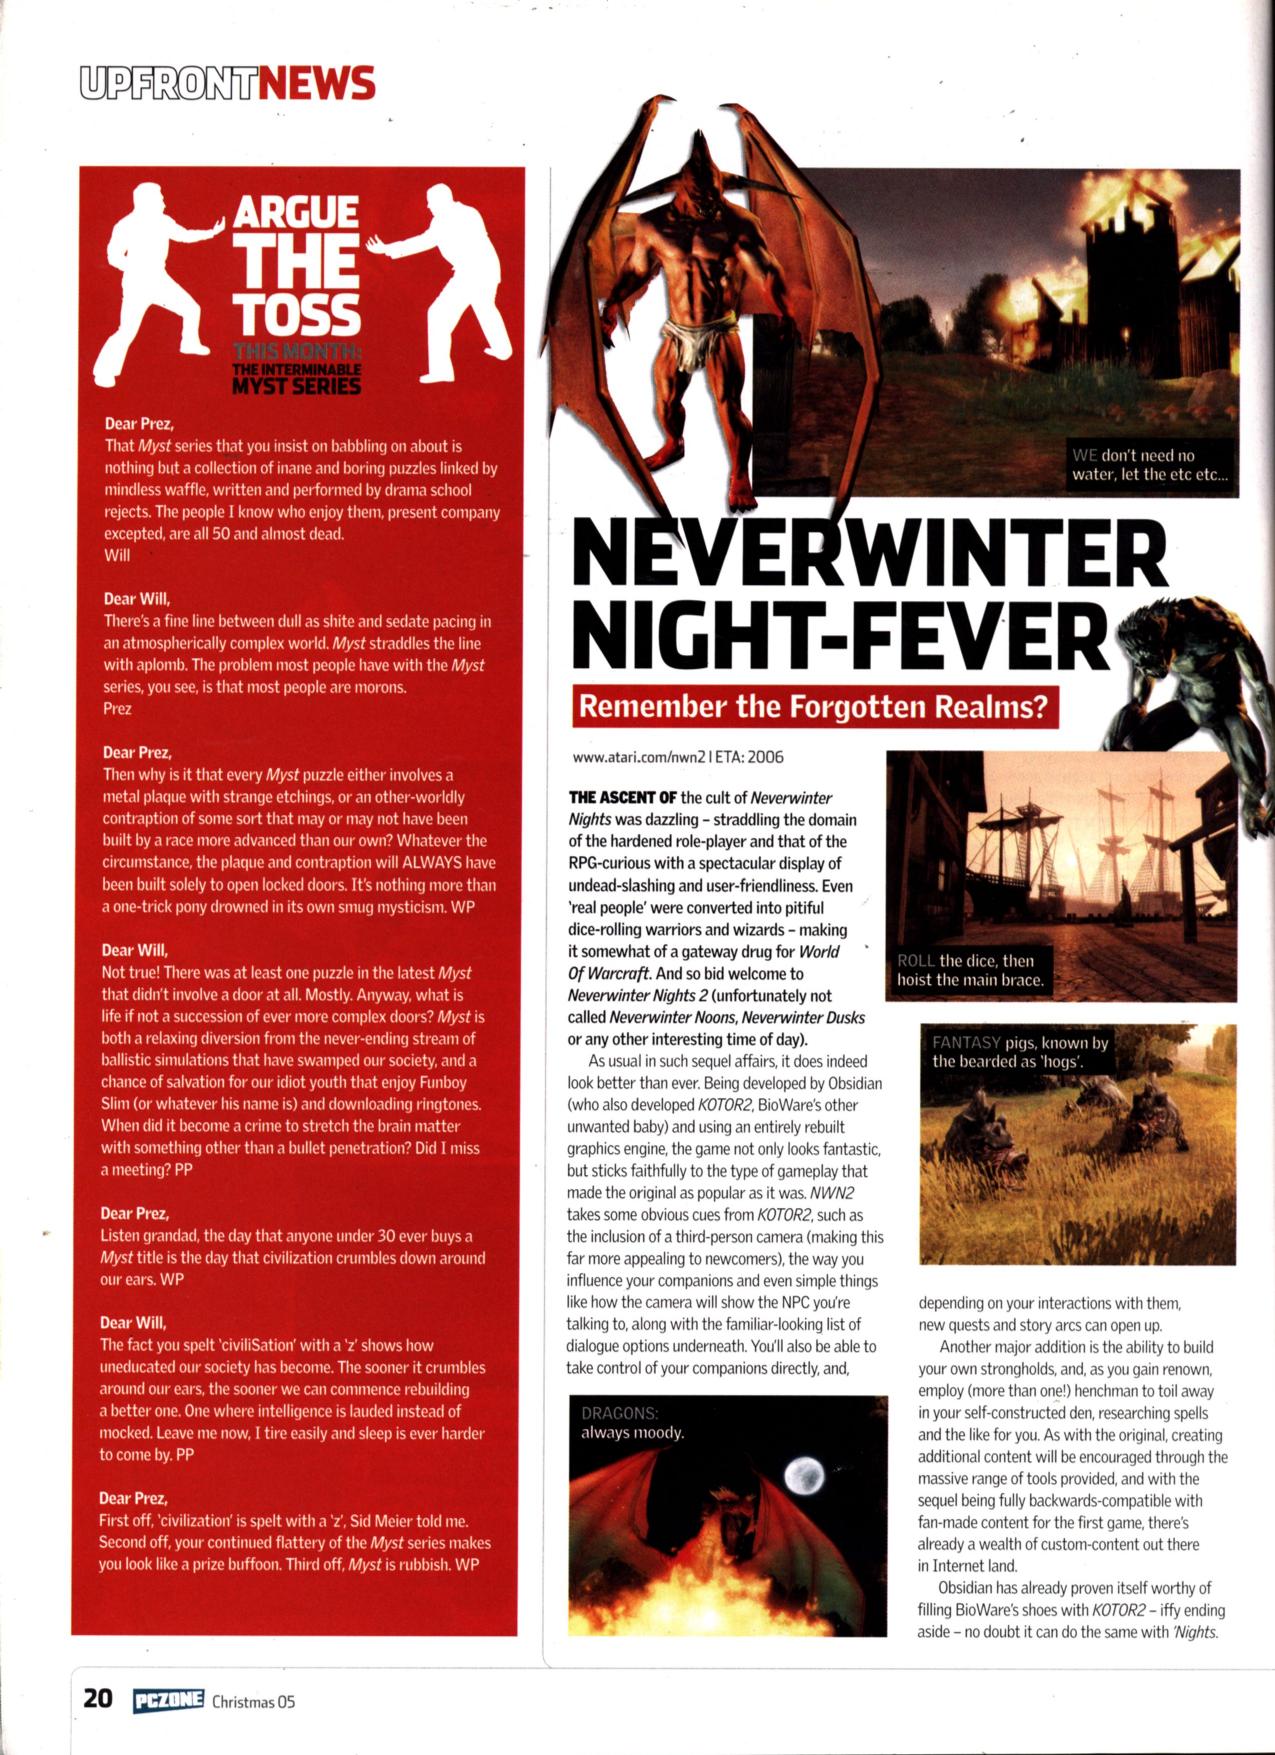 UPFRONTNEWS
ARGUE
THE
TOSS
THIS MONTH:
THE INTERMINABLE
MYST SERIES
Dear Prez,
That Myst series that you insist on babbling on about is
nothing but a collection of inane and boring puzzles linked by
mindless waffle, written and performed by drama school
rejects. The people I know who enjoy them, present company
excepted, are all 50 and almost dead.
Will
Dear Will,
There's a fine line between dull as shite and sedate pacing in
an atmospherically complex world. Myst straddles the line
with aplomb. The problem most people have with the Myst
series, you see, is that most people are morons.
Prez
Dear Prez,
Then why is it that every Myst puzzle either involves a
metal plaque with strange etchings, or an other-worldly
contraption of some sort that may or may not have been
built by a race more advanced than our own? Whatever the
circumstance, the plaque and contraption will ALWAYS have
been built solely to open locked doors. It's nothing more than
a one-trick pony drowned in its own smug mysticism. WP
Dear Will,
Not true! There was at least one puzzle in the latest Myst
that didn't involve a door at all. Mostly. Anyway, what is
life if not a succession of ever more complex doors? Myst is
both a relaxing diversion from the never-ending stream of
ballistic simulations that have swamped our society, and a
chance of salvation for our idiot youth that enjoy Funboy
Slim (or whatever his name is) and downloading ringtones.
When did it become a crime to stretch the brain matter
with something other than a bullet penetration? Did I miss
a meeting? PP
Dear Prez,
Listen grandad, the day that anyone under 30 ever buys a
Myst title is the day that civilization crumbles down around
our ears. WP
Dear Will,
The fact you spelt 'civiliSation' with a 'z' shows how
uneducated our society has become. The sooner it crumbles
around our ears, the sooner we can commence rebuilding
a better one. One where intelligence is lauded instead of
mocked. Leave me now, I tire easily and sleep is ever harder
to come by. PP
Dear Prez,
First off, 'civilization' is spelt with a 'z', Sid Meier told me.
Second off, your continued flattery of the Myst series makes
you look like a prize buffoon. Third off, Myst is rubbish. WP
WE don't need no
water, let the etc etc...
NEVERWINTER
NIGHT-FEVER
Remember the Forgotten Realms?
www.atari.com/nwn2 | ETA: 2006
THE ASCENT OF the cult of Neverwinter
Nights was dazzling – straddling the domain
of the hardened role-player and that of the
RPG-curious with a spectacular display of
undead-slashing and user-friendliness. Even
'real people' were converted into pitiful
dice-rolling warriors and wizards – making
it somewhat of a gateway drug for World
Of Warcraft. And so bid welcome to
Neverwinter Nights 2 (unfortunately not
called Neverwinter Noons, Neverwinter Dusks
or any other interesting time of day).
As usual in such sequel affairs, it does indeed
look better than ever. Being developed by Obsidian
(who also developed KOTOR2, BioWare's other
unwanted baby) and using an entirely rebuilt
graphics engine, the game not only looks fantastic,
but sticks faithfully to the type of gameplay that
made the original as popular as it was. NWN2
takes some obvious cues from KOTOR2, such as
the inclusion of a third-person camera (making this
far more appealing to newcomers), the way you
influence your companions and even simple things
like how the camera will show the NPC you're
talking to, along with the familiar-looking list of
dialogue options underneath. You'll also be able to
take control of your companions directly, and,
DRAGONS:
always moody.
ROLL the dice, then
hoist the main brace.
FANTASY pigs, known by
the bearded as 'hogs'.
depending on your interactions with them,
new quests and story arcs can open up.
Another major addition is the ability to build
your own strongholds, and, as you gain renown,
employ (more than one!) henchman to toil away
in your self-constructed den, researching spells
and the like for you. As with the original, creating
additional content will be encouraged through the
massive range of tools provided, and with the
sequel being fully backwards-compatible with
fan-made content for the first game, there's
already a wealth of custom-content out there
in Internet land.
Obsidian has already proven itself worthy of
filling BioWare's shoes with KOTOR2 – iffy ending
aside – no doubt it can do the same with 'Nights.
20 PCZONE Christmas 05